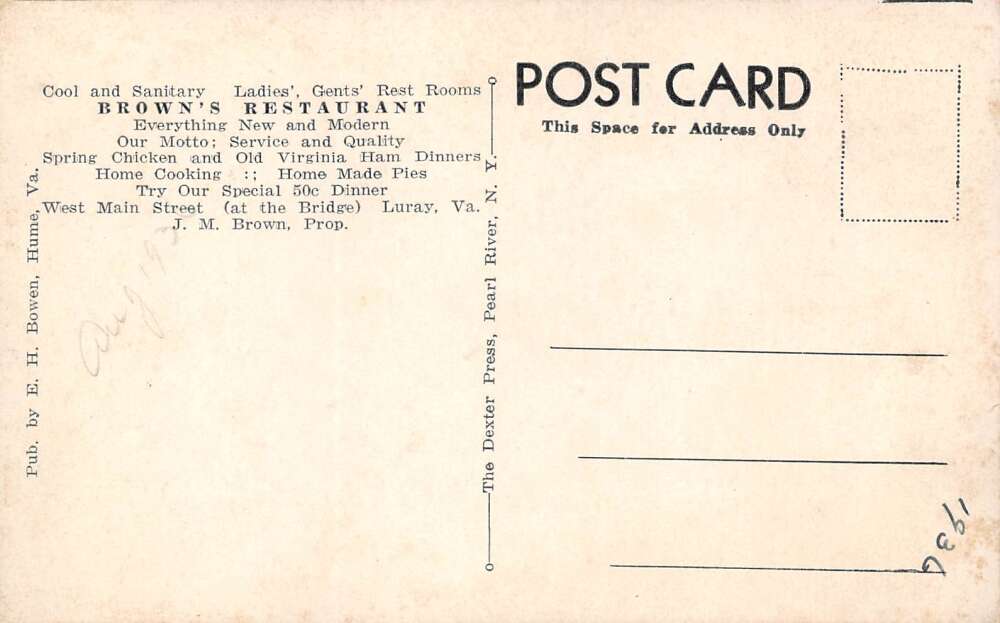 Cool and Sanitary Ladies', Gents' Rest Rooms
BROWN'S RESTAURANT
Everything New and Modern
Our Motto; Service and Quality
Spring Chicken and Old Virginia Ham Dinners
Home Cooking :; Home Made Pies
Try Our Special 50c Dinner
West Main Street (at the Bridge) Luray, Va.
J. M. Brown, Prop.
Pub. by E. H. Bowen, Hume, Va.
Aug
The Dexter Press, Pearl River, N. Y.
POST CARD
This Space for Address Only